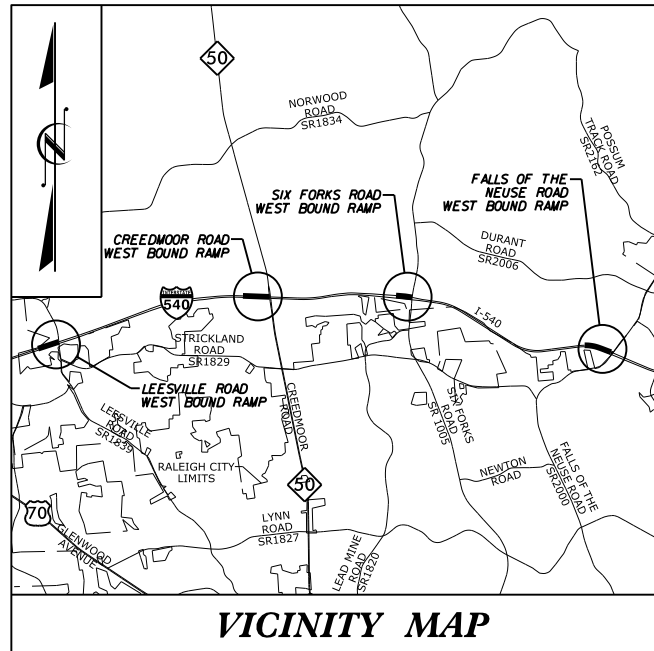 50
NORWOOD
ROAD
SR1834
POSSUM
TRACK ROAD
SR2162
N
SIX FORKS ROAD
WEST BOUND RAMP
FALLS OF THE
NEUSE ROAD
WEST BOUND RAMP
CREEDMOOR ROAD
WEST BOUND RAMP
DURANT
ROAD
SR2006
INTERSTATE
540
I-540
STRICKLAND
ROAD
SR1829
LEESVILLE ROAD
WEST BOUND RAMP
CREEDMOOR
ROAD
LEESVILLE
ROAD
SR1839
SIX FORKS
ROAD
SR 1005
RALEIGH CITY
LIMITS
50
NEWTON
ROAD
FALLS OF THE
NEUSE ROAD
SR2000
70
GLENWOOD
AVENUE
LYNN
ROAD
SR1827
LEAD MINE
ROAD
SR1820
VICINITY MAP